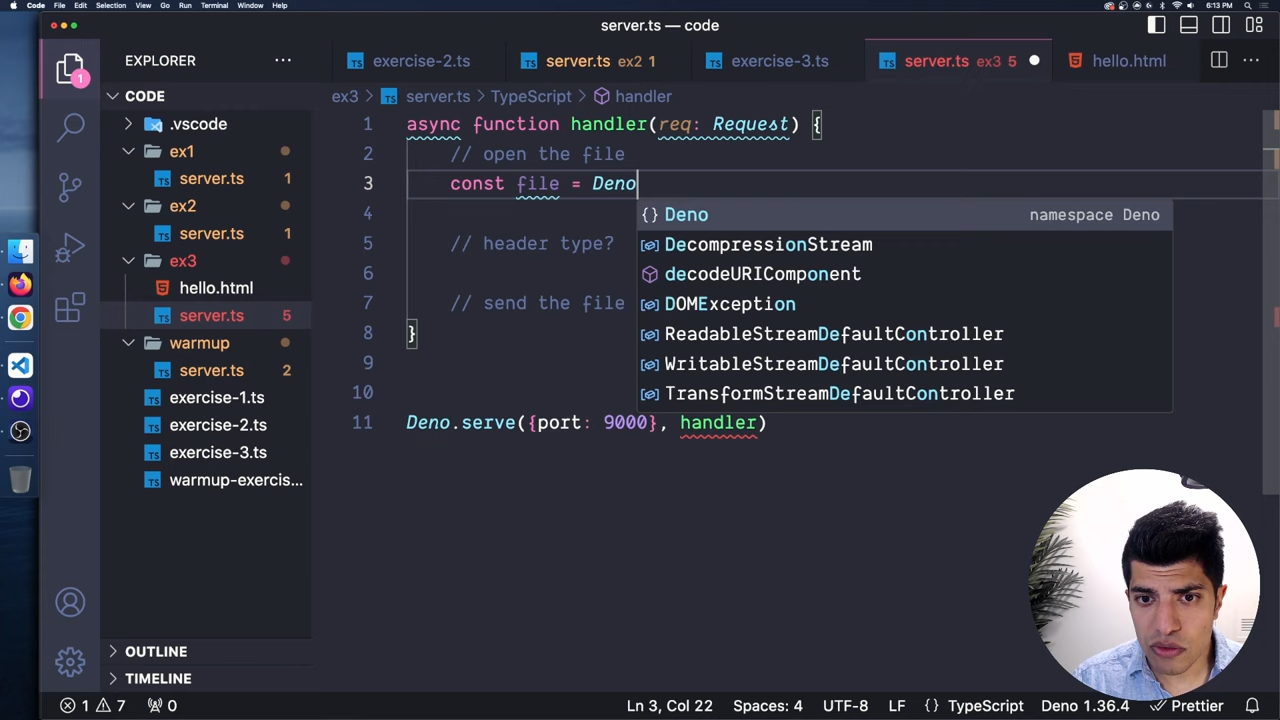 Code File Edit Selection View Go Run Terminal Window Help 6:13 PM
server.ts — code
EXPLORER
exercise-2.ts server.ts ex2 1 exercise-3.ts server.ts ex3 5 hello.html
CODE
ex3 > server.ts > TypeScript > handler
.vscode
ex1
server.ts 1
ex2
server.ts 1
ex3
hello.html
server.ts 5
warmup
server.ts 2
exercise-1.ts
exercise-2.ts
exercise-3.ts
warmup-exercis...
OUTLINE
TIMELINE
1
1 async function handler(req: Request) {
2 // open the file
3 const file = Deno
4
5 // header type?
6
7 // send the file
8 }
9
10
11 Deno.serve({port: 9000}, handler)
{} Deno namespace Deno
DecompressionStream
decodeURIComponent
DOMException
ReadableStreamDefaultController
WritableStreamDefaultController
TransformStreamDefaultController
1 7 0 Ln 3, Col 22 Spaces: 4 UTF-8 LF {} TypeScript Deno 1.36.4 Prettier